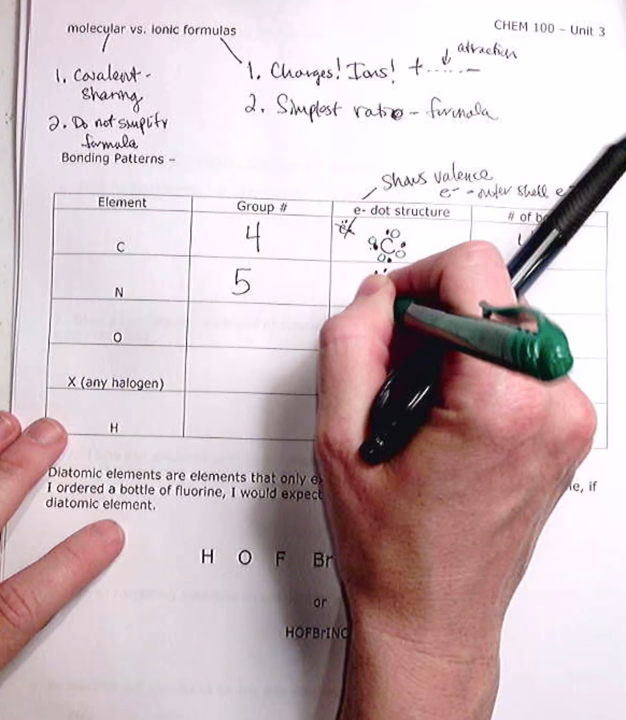 molecular vs. ionic formulas
CHEM 100 – Unit 3
attraction
1. Covalent -
sharing
2. Do not simplify
formula
1. Charges! Ions! + ...... –
2. Simplest ratio – formula
Bonding Patterns –
shows valence
e- - outer shell e
Element Group # e- dot structure # of b
C 4 C
N 5
O
X (any halogen)
H
Diatomic elements are elements that only e
I ordered a bottle of fluorine, I would expect
diatomic element.
if
H O F Br
or
HOFBrINC